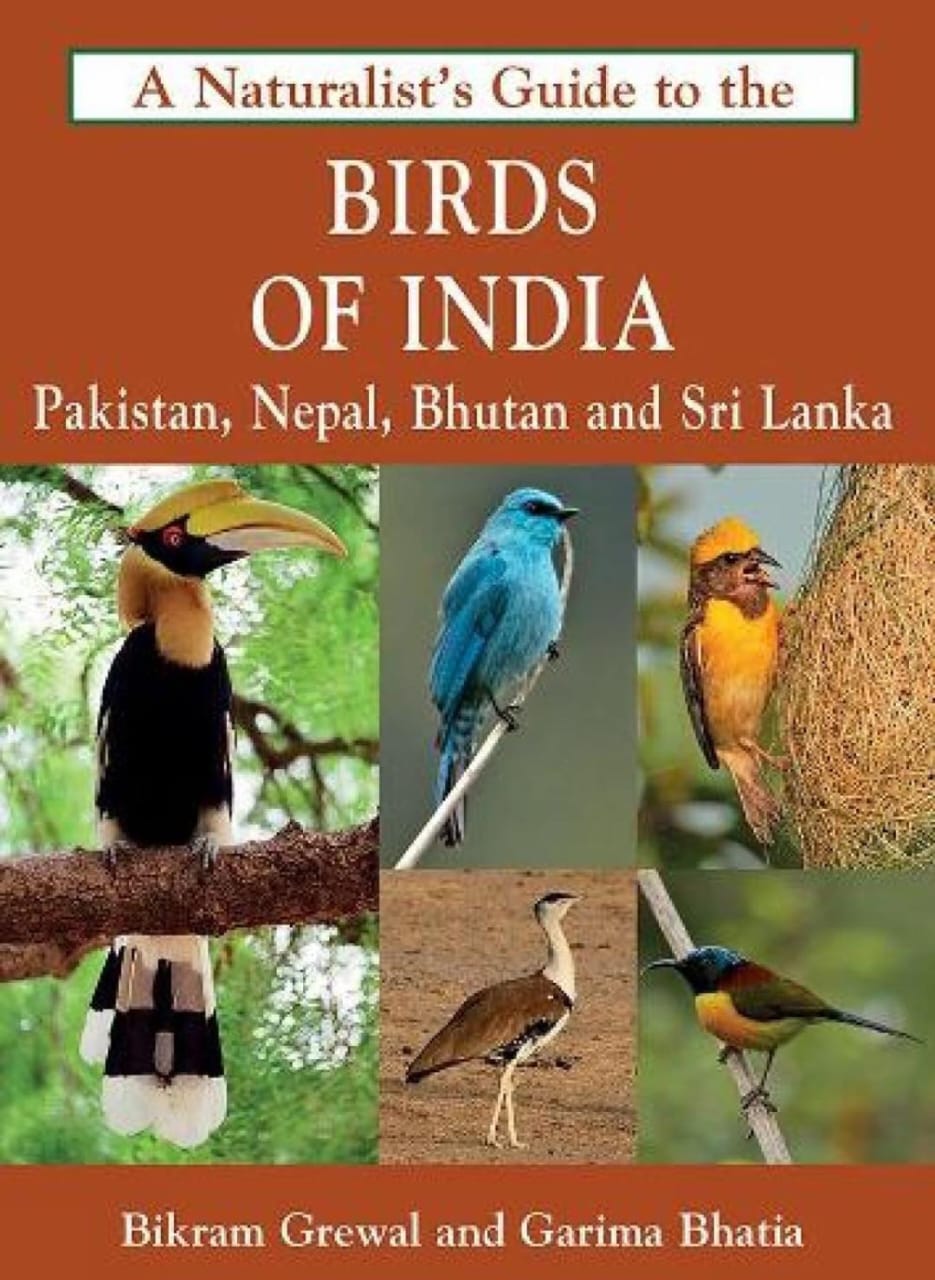 A Naturalist's Guide to the
BIRDS
OF INDIA
Pakistan, Nepal, Bhutan and Sri Lanka
Bikram Grewal and Garima Bhatia